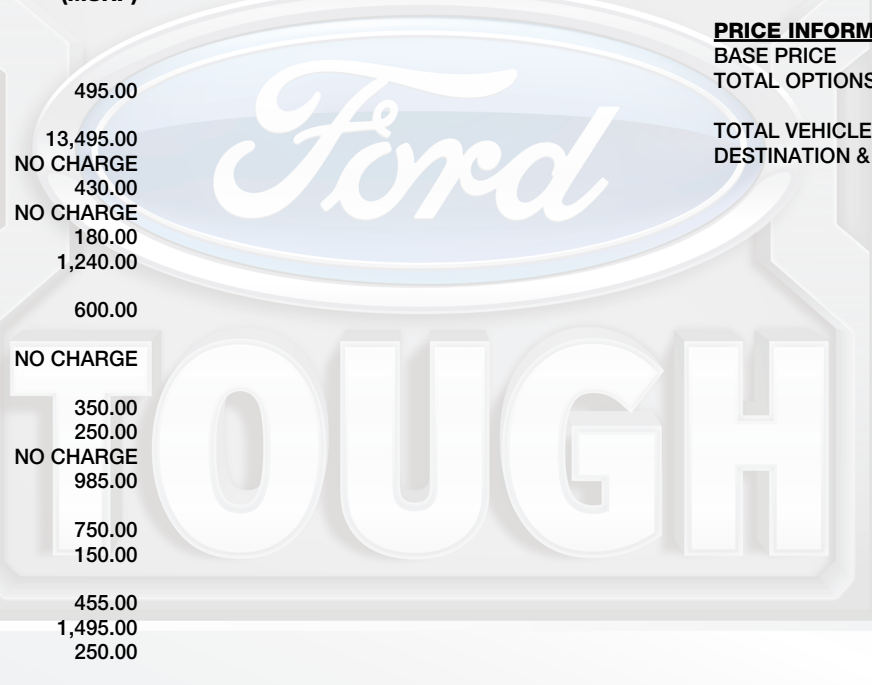 (MSRP)
495.00
13,495.00
NO CHARGE
430.00
NO CHARGE
180.00
1,240.00
600.00
NO CHARGE
350.00
250.00
NO CHARGE
985.00
750.00
150.00
455.00
1,495.00
250.00
PRICE INFORM
BASE PRICE
TOTAL OPTIONS
TOTAL VEHICLE
DESTINATION &
Ford
TOUGH